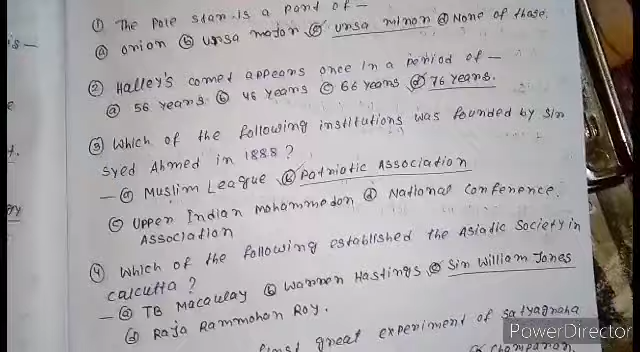 ① The Pole star is a part of —
ⓐ orion ⓑ ursa major ⓒ ursa minor ⓓ None of these.
② Halley's comet appears once in a period of —
ⓐ 56 years ⓑ 46 years ⓒ 66 years ⓓ 76 years.
③ Which of the following institutions was founded by sir
syed Ahmed in 1888?
— ⓐ Muslim League ⓑ Patriotic Association
ⓒ Upper Indian Mohammedan ⓓ National conference.
Association
④ Which of the following established the Asiatic Society in
calcutta?
— ⓐ TB Macaulay ⓑ Warren Hastings ⓒ Sir William Jones
ⓓ Raja Rammohan Roy.
first great experiment of satyagraha
Champaran
PowerDirector